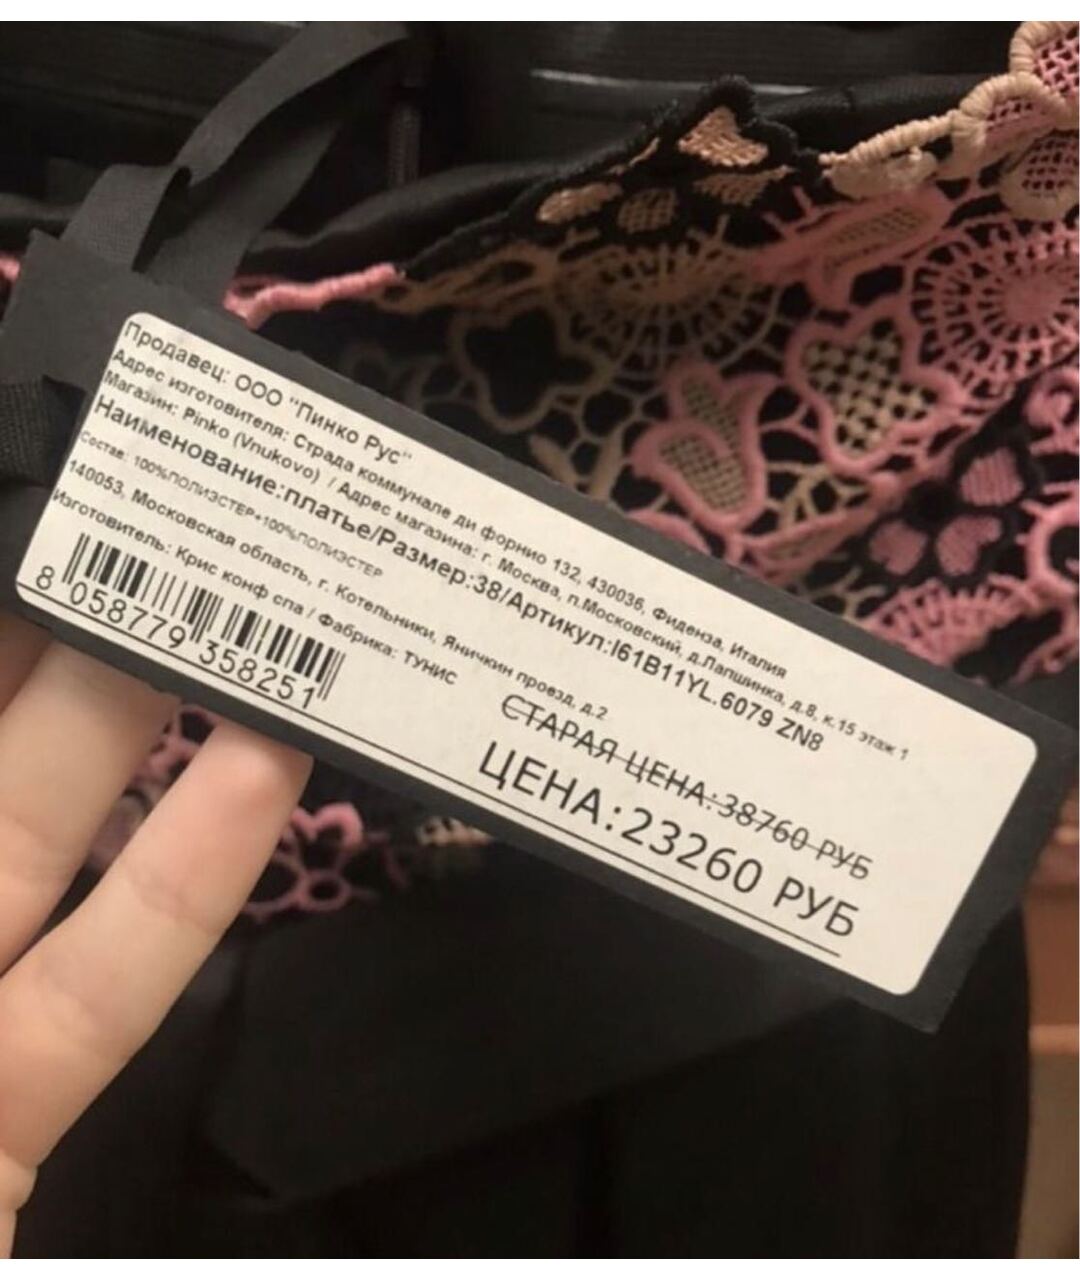 Продавец: ООО "Пинко Рус"
Адрес изготовителя: Страда коммунале ди форнио 132, 430036, Фиденза, Италия
Магазин: Pinko (Vnukovo) / Адрес магазина: г. Москва, п.Московский, д.Лапшинка, д.8, к.15 этаж 1
Наименование:платье/Размер:38/Артикул:I61B11YL.6079 ZN8
Состав: 100%ПОЛИЭСТЕР+100%ПОЛИЭСТЕР
140053, Московская область, г. Котельники, Яничкин проезд, д.2
Изготовитель: Крис конф спа / Фабрика: ТУНИС
8 058779 358251
СТАРАЯ ЦЕНА:38760 РУБ
ЦЕНА:23260 РУБ